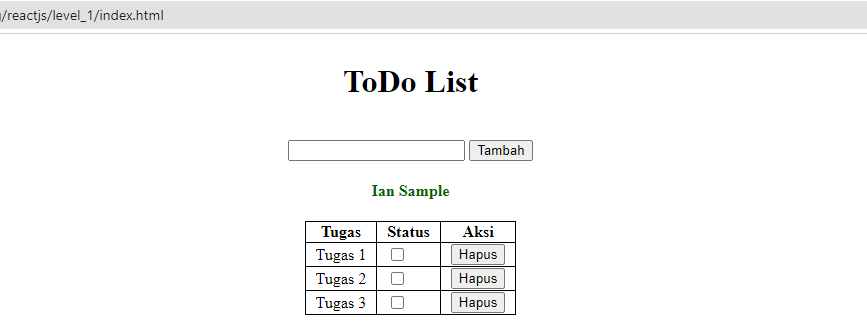 /reactjs/level_1/index.html
ToDo List
Tambah
Ian Sample
Tugas Status Aksi
Tugas 1 Hapus
Tugas 2 Hapus
Tugas 3 Hapus